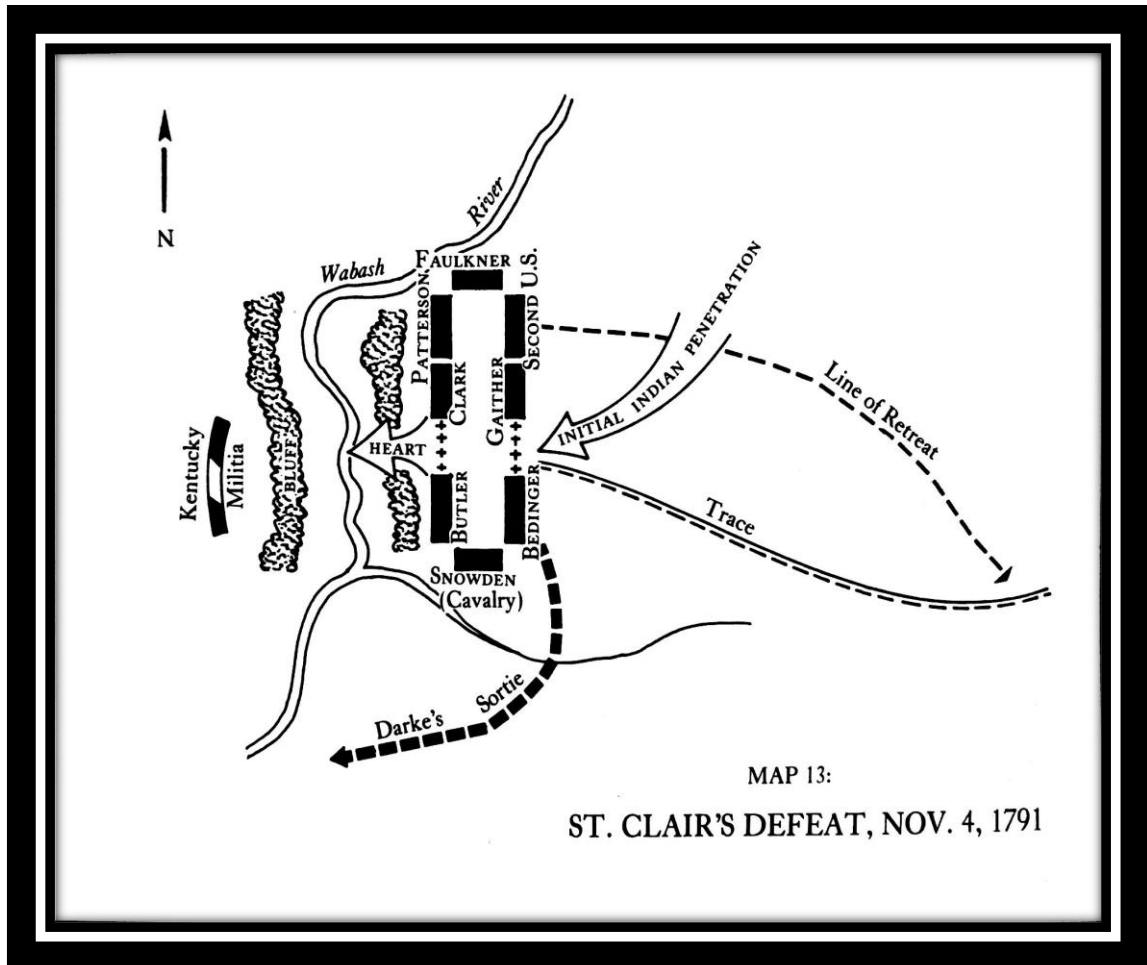 N
Wabash
River
FAULKNER
PATTERSON
SECOND U.S.
CLARK
GAITHER
INITIAL INDIAN PENETRATION
Line of Retreat
HEART
Kentucky
Militia
BLUFF
BUTLER
BEDINGER
Trace
SNOWDEN
(Cavalry)
Darke's
Sortie
MAP 13:
ST. CLAIR'S DEFEAT, NOV. 4, 1791